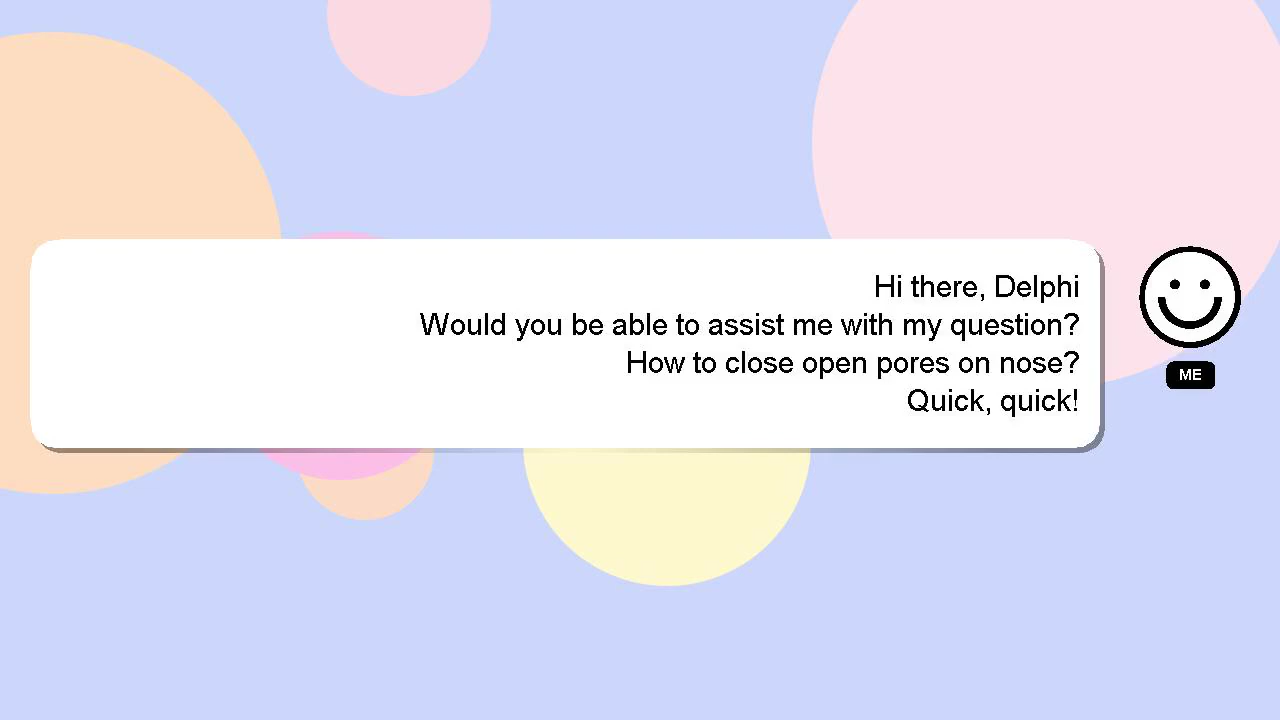 Hi there, Delphi
Would you be able to assist me with my question?
How to close open pores on nose?
Quick, quick!
ME